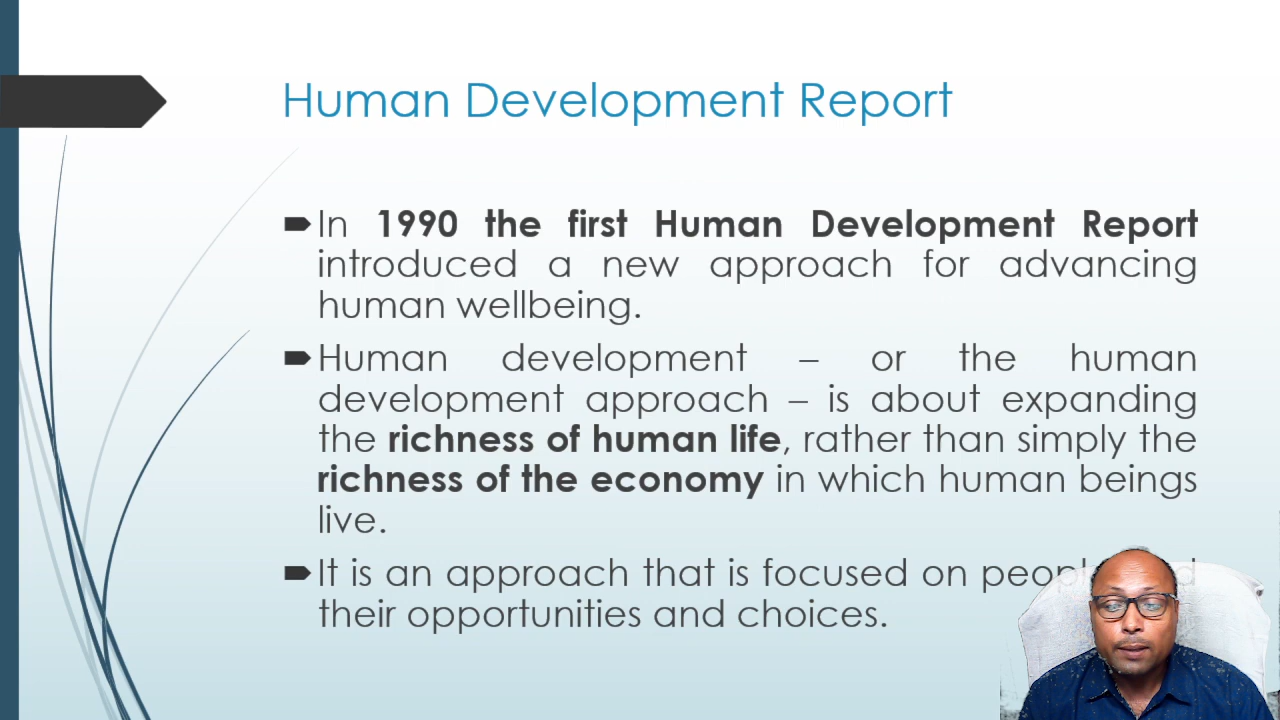 Human Development Report
In 1990 the first Human Development Report
introduced a new approach for advancing
human wellbeing.
Human development – or the human
development approach – is about expanding
the richness of human life, rather than simply the
richness of the economy in which human beings
live.
It is an approach that is focused on
their opportunities and choices.